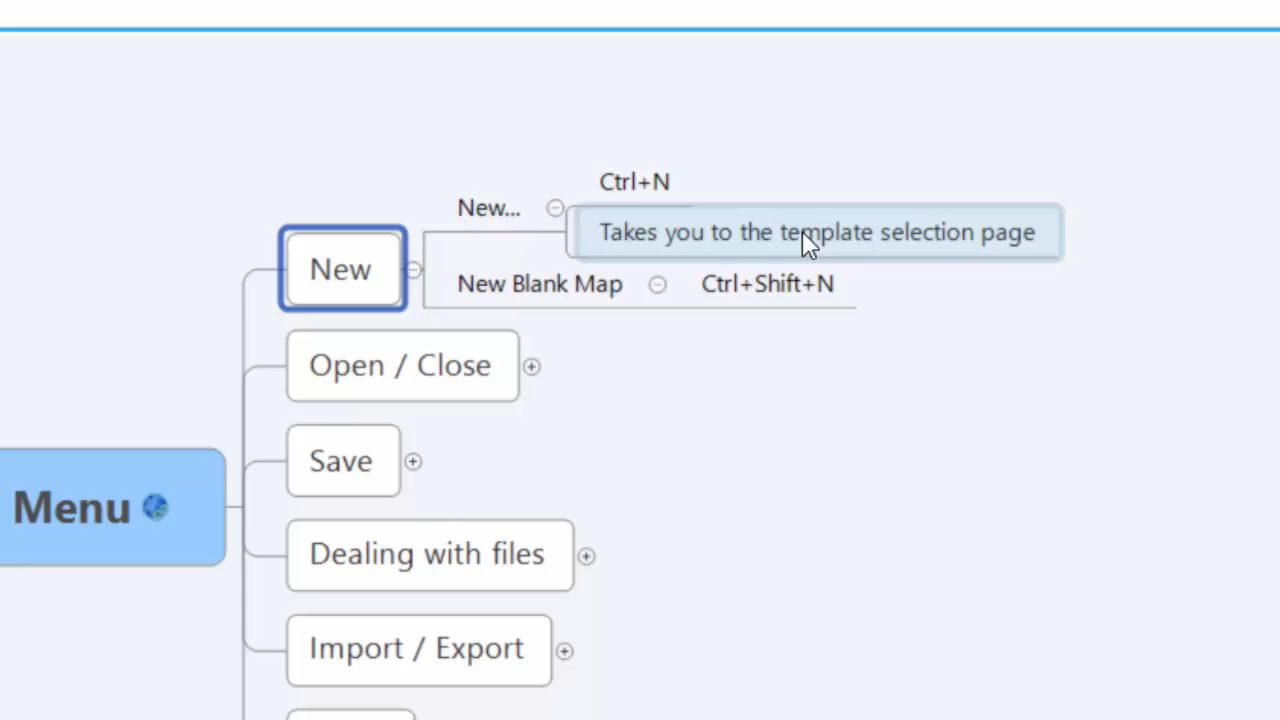 Ctrl+N
New...
Takes you to the template selection page
New
New Blank Map
Ctrl+Shift+N
Open / Close
Save
Menu
Dealing with files
Import / Export